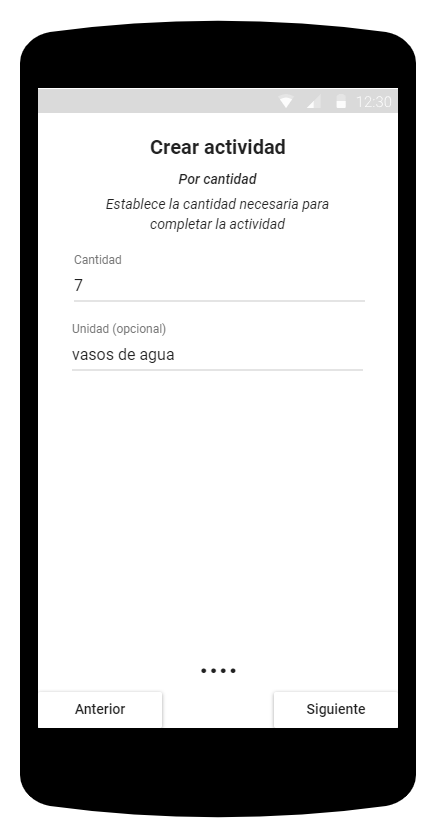 12:30
Crear actividad
Por cantidad
Establece la cantidad necesaria para
completar la actividad
Cantidad
7
Unidad (opcional)
vasos de agua
Anterior
Siguiente